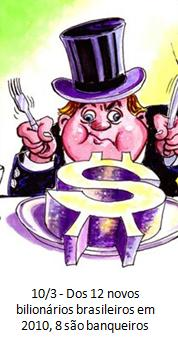 10/3 - Dos 12 novos
bilionários brasileiros em
2010, 8 são banqueiros